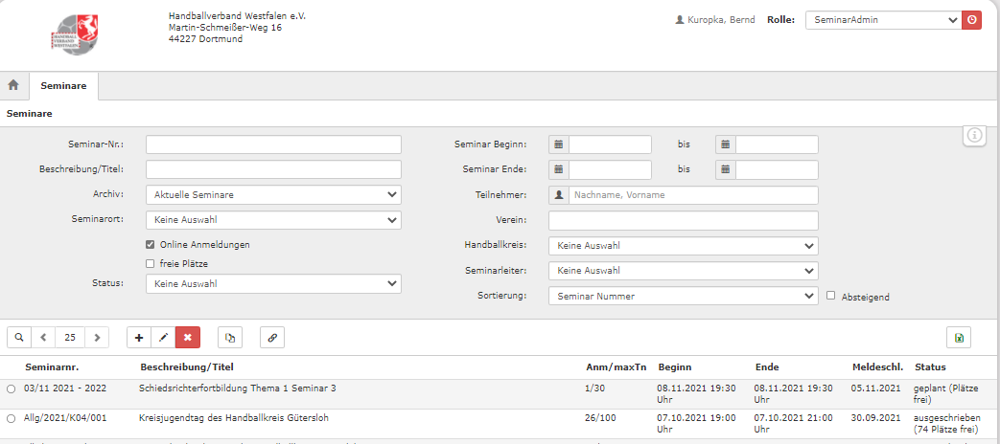 Handballverband Westfalen e.V.
Martin-Schmeißer-Weg 16
44227 Dortmund
HANDBALL
VERBAND
WESTFALEN
Kuropka, Bernd Rolle: SeminarAdmin
Seminare
Seminare
Seminar-Nr.: Seminar Beginn: bis
Beschreibung/Titel: Seminar Ende: bis
Archiv: Aktuelle Seminare Teilnehmer: Nachname, Vorname
Seminarort: Keine Auswahl Verein:
Online Anmeldungen Handballkreis: Keine Auswahl
freie Plätze Seminarleiter: Keine Auswahl
Status: Keine Auswahl Sortierung: Seminar Nummer Absteigend
25
Seminarnr. Beschreibung/Titel Anm/maxTn Beginn Ende Meldeschl. Status
03/11 2021 - 2022 Schiedsrichterfortbildung Thema 1 Seminar 3 1/30 08.11.2021 19:30 08.11.2021 19:30 05.11.2021 geplant (Plätze
Uhr Uhr frei)
Allg/2021/K04/001 Kreisjugendtag des Handballkreis Gütersloh 26/100 07.10.2021 19:00 07.10.2021 21:00 30.09.2021 ausgeschrieben
Uhr Uhr (74 Plätze frei)